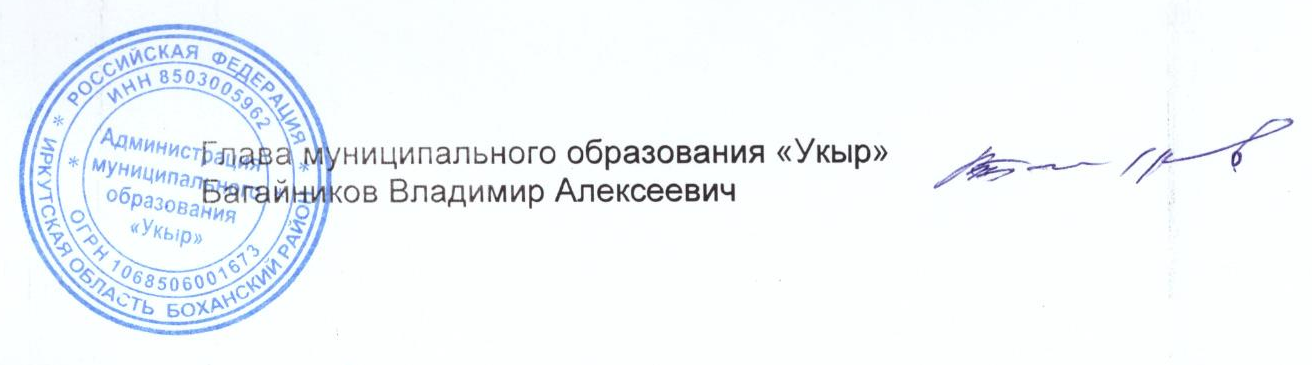 * РОССИЙСКАЯ ФЕДЕРАЦИЯ *
ИРКУТСКАЯ ОБЛАСТЬ БОХАНСКИЙ РАЙОН
* ИНН 8503005962
ОГРН 1068506001673
Администрация
муниципального
образования
«Укыр»
Глава муниципального образования «Укыр»
Багайников Владимир Алексеевич